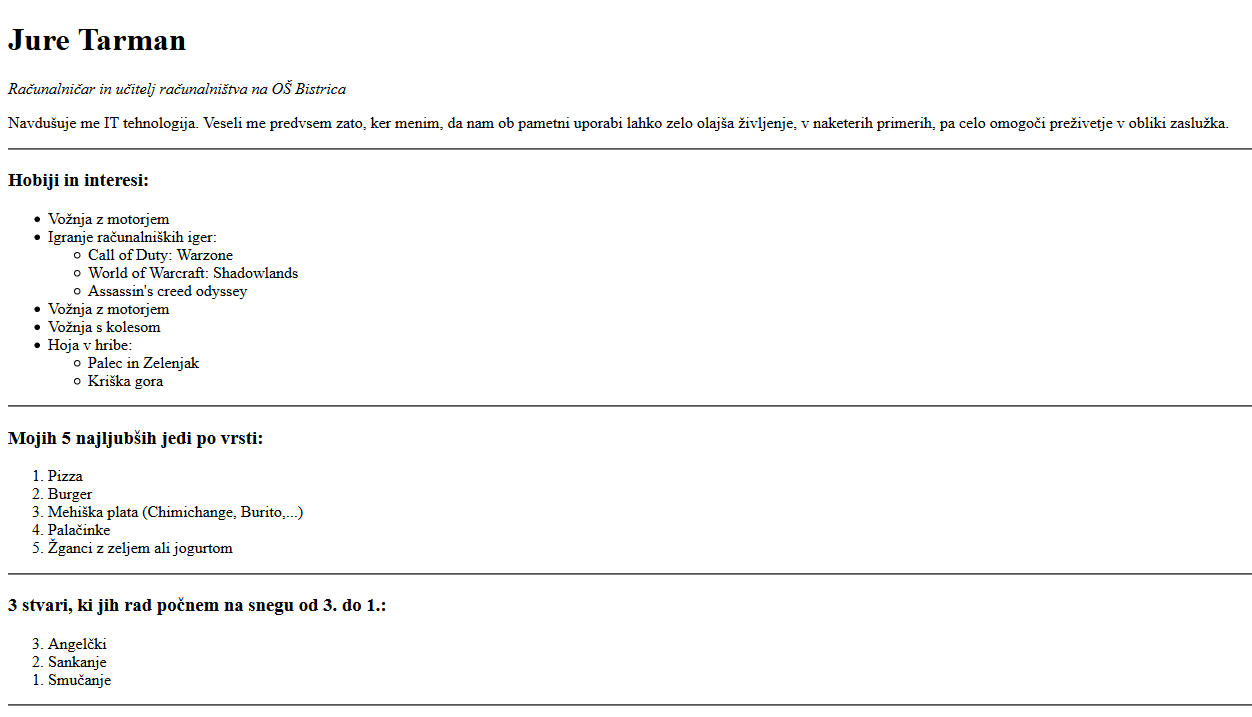 Jure Tarman
Računalničar in učitelj računalništva na OŠ Bistrica
Navdušuje me IT tehnologija. Veseli me predvsem zato, ker menim, da nam ob pametni uporabi lahko zelo olajša življenje, v naketerih primerih, pa celo omogoči preživetje v obliki zaslužka.
Hobiji in interesi:
• Vožnja z motorjem
• Igranje računalniških iger:
◦ Call of Duty: Warzone
◦ World of Warcraft: Shadowlands
◦ Assassin's creed odyssey
• Vožnja z motorjem
• Vožnja s kolesom
• Hoja v hribe:
◦ Palec in Zelenjak
◦ Kriška gora
Mojih 5 najljubših jedi po vrsti:
1. Pizza
2. Burger
3. Mehiška plata (Chimichange, Burito,...)
4. Palačinke
5. Žganci z zeljem ali jogurtom
3 stvari, ki jih rad počnem na snegu od 3. do 1.:
3. Angelčki
2. Sankanje
1. Smučanje